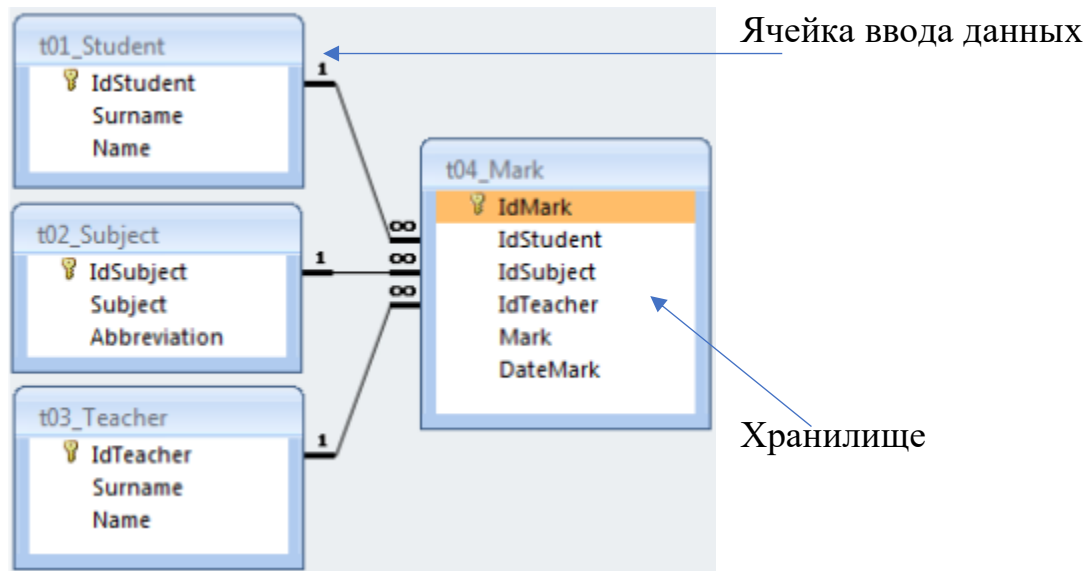 Ячейка ввода данных
t01_Student
1
IdStudent
Surname
Name
t02_Subject
1
IdSubject
Subject
Abbreviation
t03_Teacher
1
IdTeacher
Surname
Name
t04_Mark
IdMark
∞
IdStudent
∞
IdSubject
∞
IdTeacher
Mark
DateMark
Хранилище